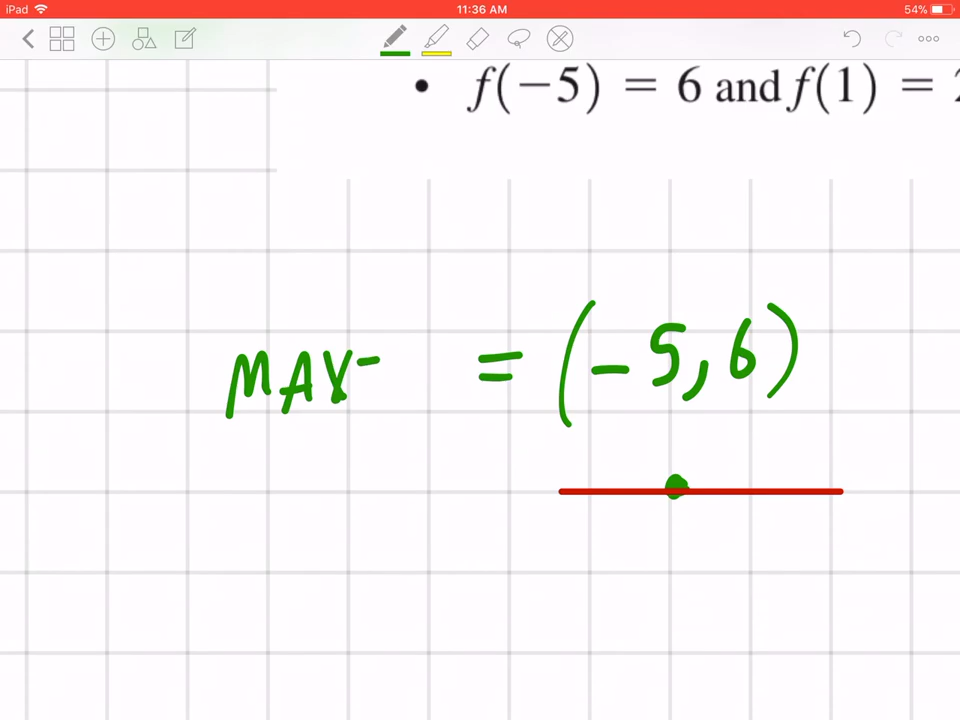 iPad 11:36 AM 54%
• f(−5) = 6 and f(1) =
MAX- = (-5,6)